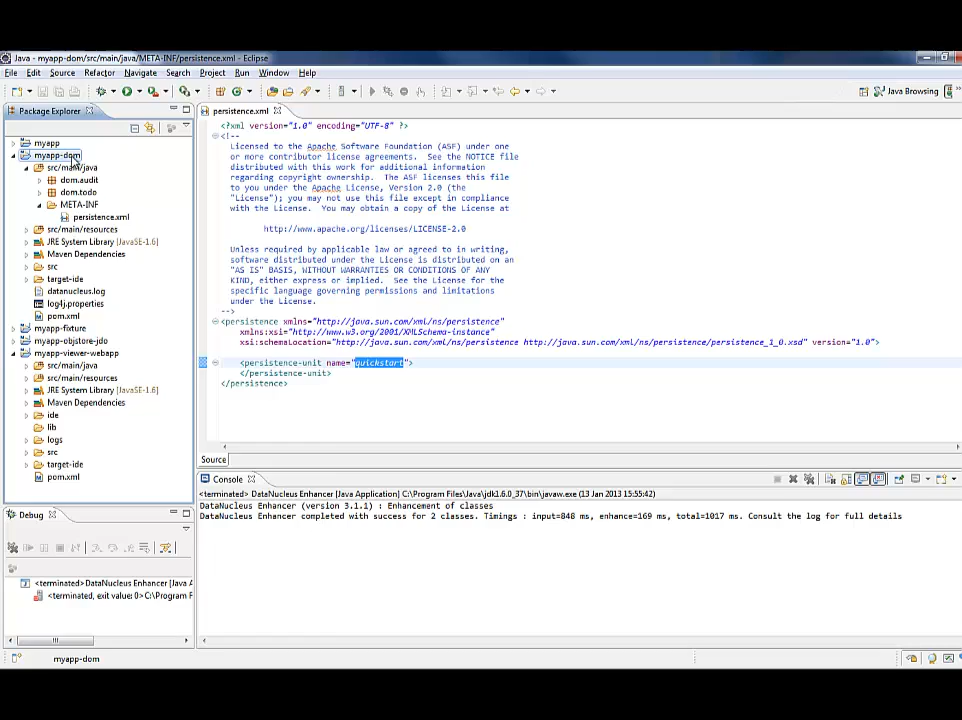 Java - myapp-dom/src/main/java/META-INF/persistence.xml - Eclipse
File Edit Source Refactor Navigate Search Project Run Window Help
Java Browsing
Package Explorer
myapp
myapp-dom
src/main/java
dom.audit
dom.todo
META-INF
persistence.xml
src/main/resources
JRE System Library [JavaSE-1.6]
Maven Dependencies
src
target-ide
datanucleus.log
log4j.properties
pom.xml
myapp-fixture
myapp-objstore-jdo
myapp-viewer-webapp
src/main/java
src/main/resources
JRE System Library [JavaSE-1.6]
Maven Dependencies
ide
lib
logs
src
target-ide
pom.xml
persistence.xml
<?xml version="1.0" encoding="UTF-8" ?>
<!--
Licensed to the Apache Software Foundation (ASF) under one
or more contributor license agreements. See the NOTICE file
distributed with this work for additional information
regarding copyright ownership. The ASF licenses this file
to you under the Apache License, Version 2.0 (the
"License"); you may not use this file except in compliance
with the License. You may obtain a copy of the License at
http://www.apache.org/licenses/LICENSE-2.0
Unless required by applicable law or agreed to in writing,
software distributed under the License is distributed on an
"AS IS" BASIS, WITHOUT WARRANTIES OR CONDITIONS OF ANY
KIND, either express or implied. See the License for the
specific language governing permissions and limitations
under the License.
-->
<persistence xmlns="http://java.sun.com/xml/ns/persistence"
xmlns:xsi="http://www.w3.org/2001/XMLSchema-instance"
xsi:schemaLocation="http://java.sun.com/xml/ns/persistence http://java.sun.com/xml/ns/persistence/persistence_1_0.xsd" version="1.0">
<persistence-unit name="quickstart">
</persistence-unit>
</persistence>
Source
Console
<terminated> DataNucleus Enhancer [Java Application] C:\Program Files\Java\jdk1.6.0_37\bin\javaw.exe (13 Jan 2013 15:55:42)
DataNucleus Enhancer (version 3.1.1) : Enhancement of classes
DataNucleus Enhancer completed with success for 2 classes. Timings : input=848 ms, enhance=169 ms, total=1017 ms. Consult the log for full details
Debug
<terminated> DataNucleus Enhancer [Java A
<terminated, exit value: 0> C:\Program F
myapp-dom